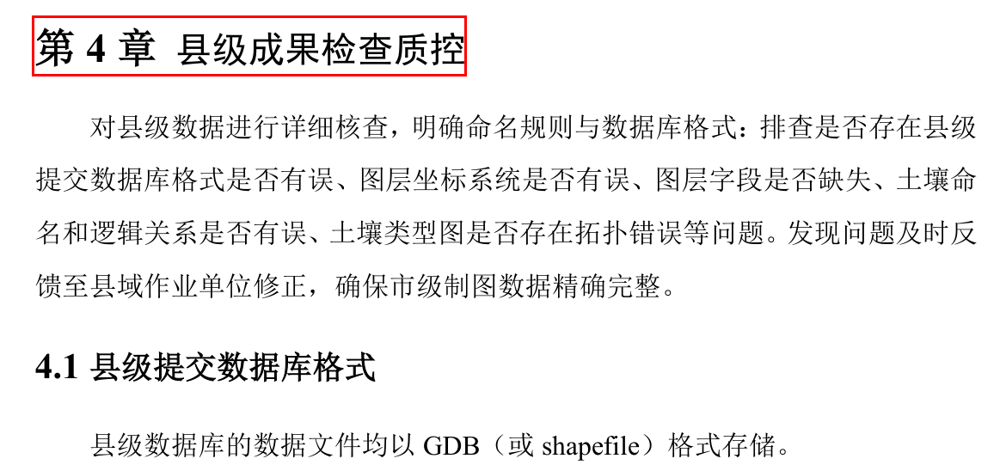 第 4 章 县级成果检查质控
对县级数据进行详细核查，明确命名规则与数据库格式：排查是否存在县级
提交数据库格式是否有误、图层坐标系统是否有误、图层字段是否缺失、土壤命
名和逻辑关系是否有误、土壤类型图是否存在拓扑错误等问题。发现问题及时反
馈至县域作业单位修正，确保市级制图数据精确完整。
4.1 县级提交数据库格式
县级数据库的数据文件均以 GDB（或 shapefile）格式存储。